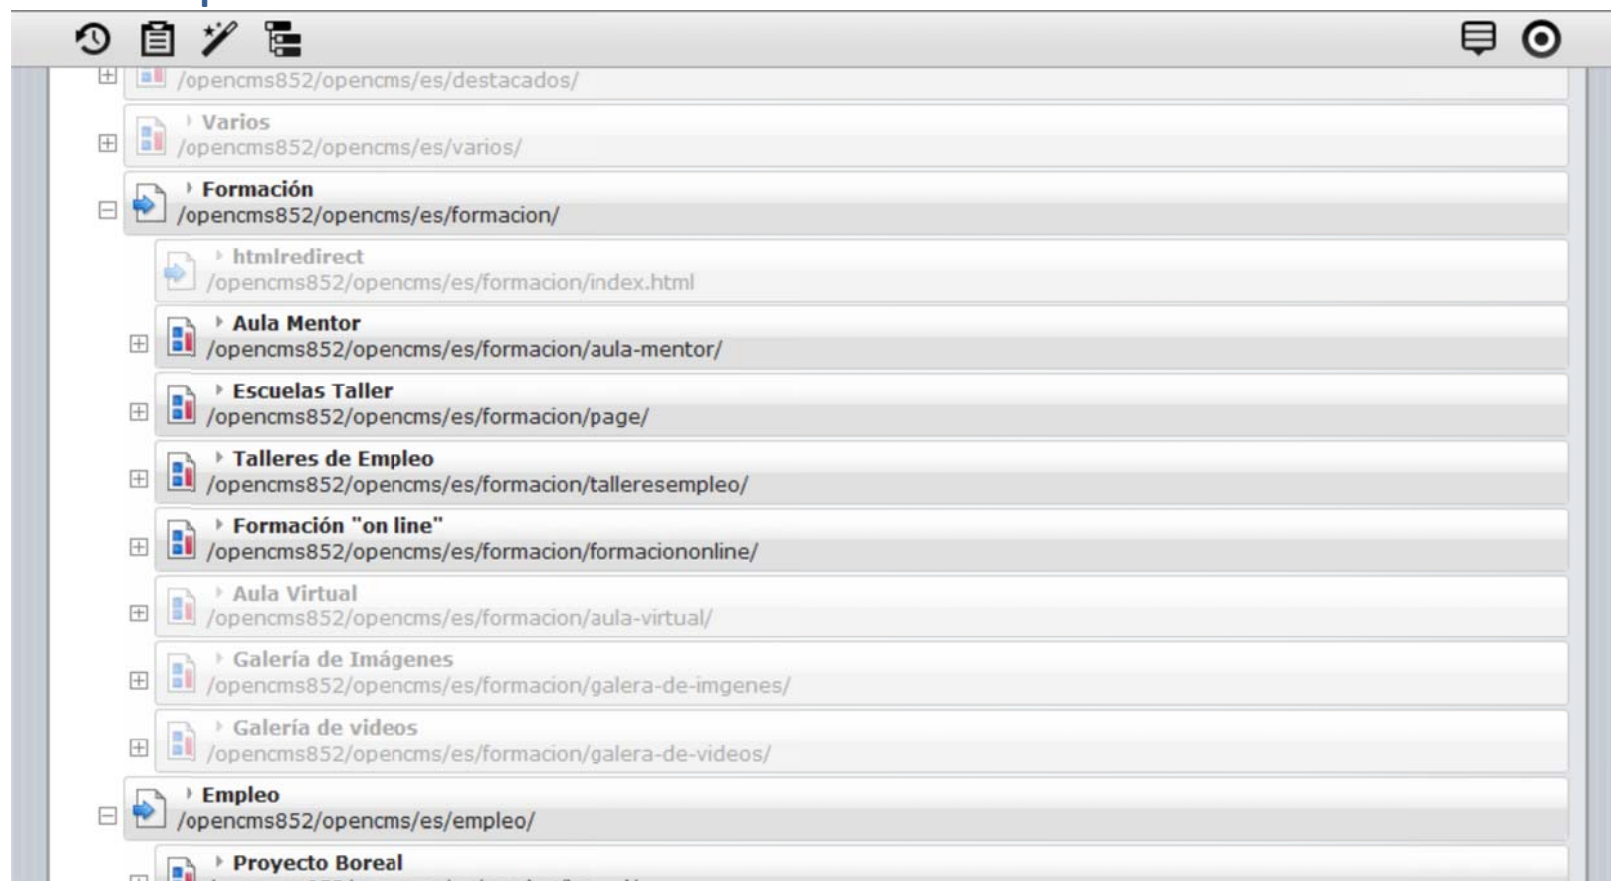 /opencms852/opencms/es/destacados/
Varios
/opencms852/opencms/es/varios/
Formación
/opencms852/opencms/es/formacion/
htmlredirect
/opencms852/opencms/es/formacion/index.html
Aula Mentor
/opencms852/opencms/es/formacion/aula-mentor/
Escuelas Taller
/opencms852/opencms/es/formacion/page/
Talleres de Empleo
/opencms852/opencms/es/formacion/talleresempleo/
Formación "on line"
/opencms852/opencms/es/formacion/formaciononline/
Aula Virtual
/opencms852/opencms/es/formacion/aula-virtual/
Galería de Imágenes
/opencms852/opencms/es/formacion/galera-de-imgenes/
Galería de videos
/opencms852/opencms/es/formacion/galera-de-videos/
Empleo
/opencms852/opencms/es/empleo/
Proyecto Boreal